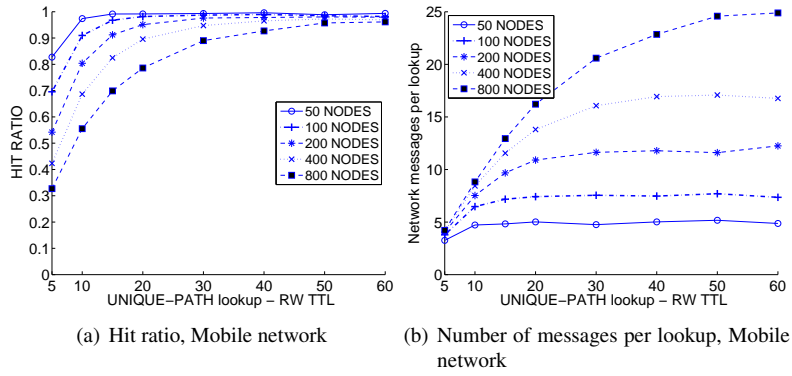 1
0.9
0.8
0.7
0.6
0.5
0.4
0.3
0.2
0.1
0
HIT RATIO
50 NODES
100 NODES
200 NODES
400 NODES
800 NODES
5 10 15 20 30 40 50 60
UNIQUE−PATH lookup − RW TTL
(a) Hit ratio, Mobile network
25
20
15
10
5
0
Network messages per lookup
50 NODES
100 NODES
200 NODES
400 NODES
800 NODES
5 10 15 20 30 40 50 60
UNIQUE−PATH lookup − RW TTL
(b) Number of messages per lookup, Mobile
network